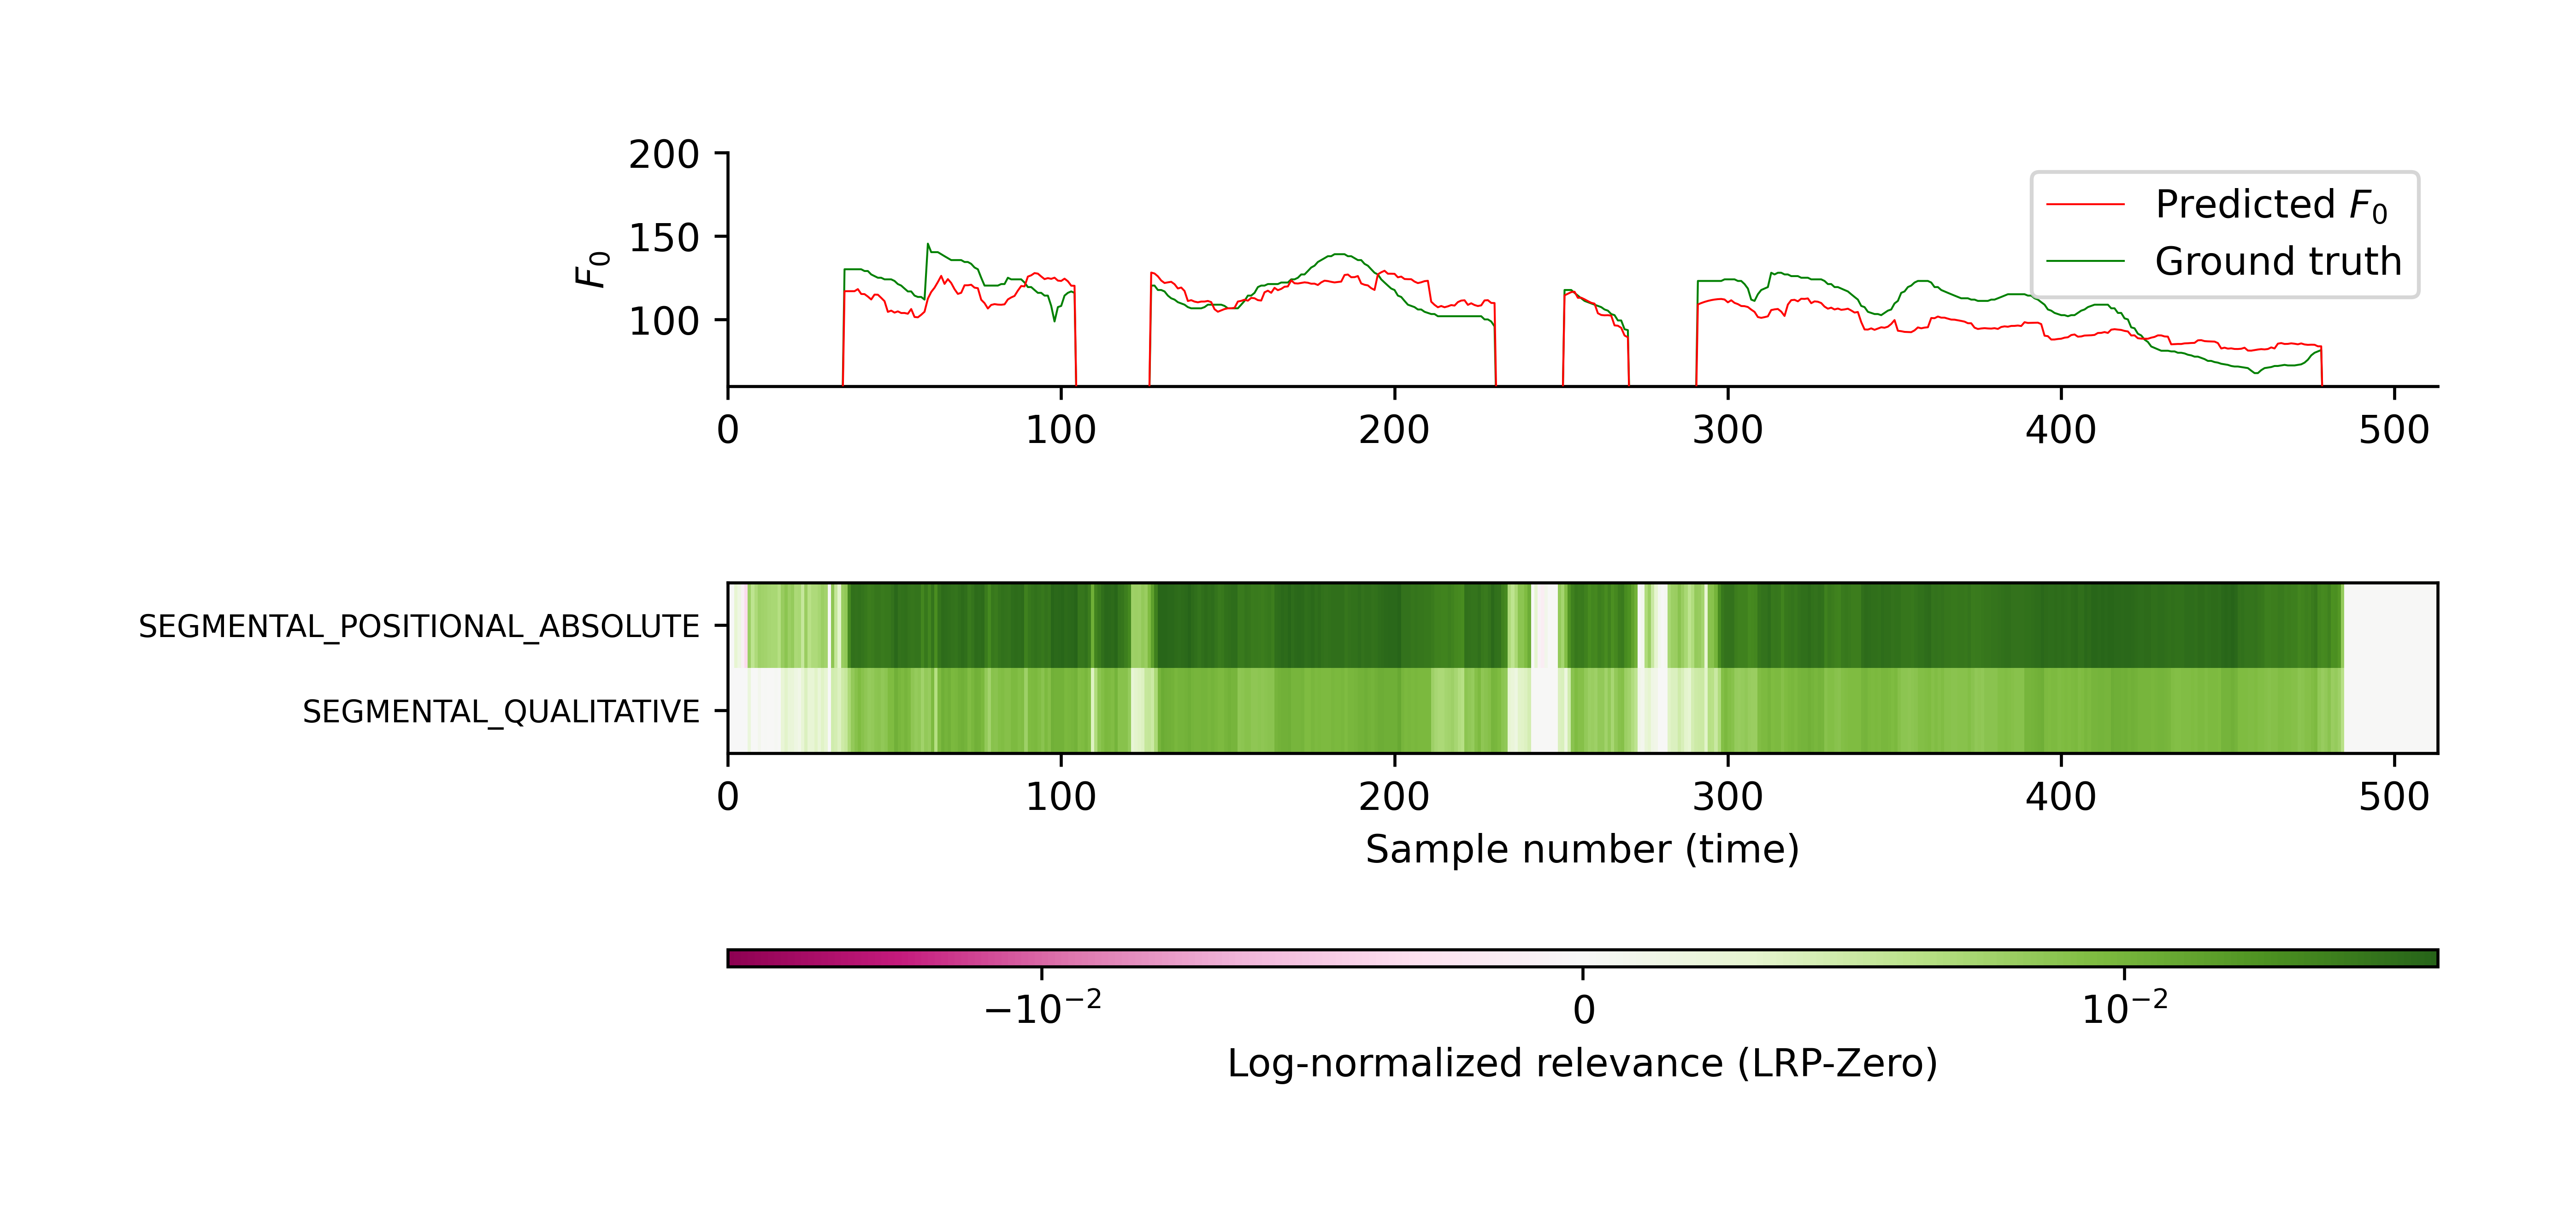 200
150
100
F0
Predicted F0
Ground truth
0 100 200 300 400 500
SEGMENTAL_POSITIONAL_ABSOLUTE
SEGMENTAL_QUALITATIVE
0 100 200 300 400 500
Sample number (time)
−10−2 0 10−2
Log-normalized relevance (LRP-Zero)